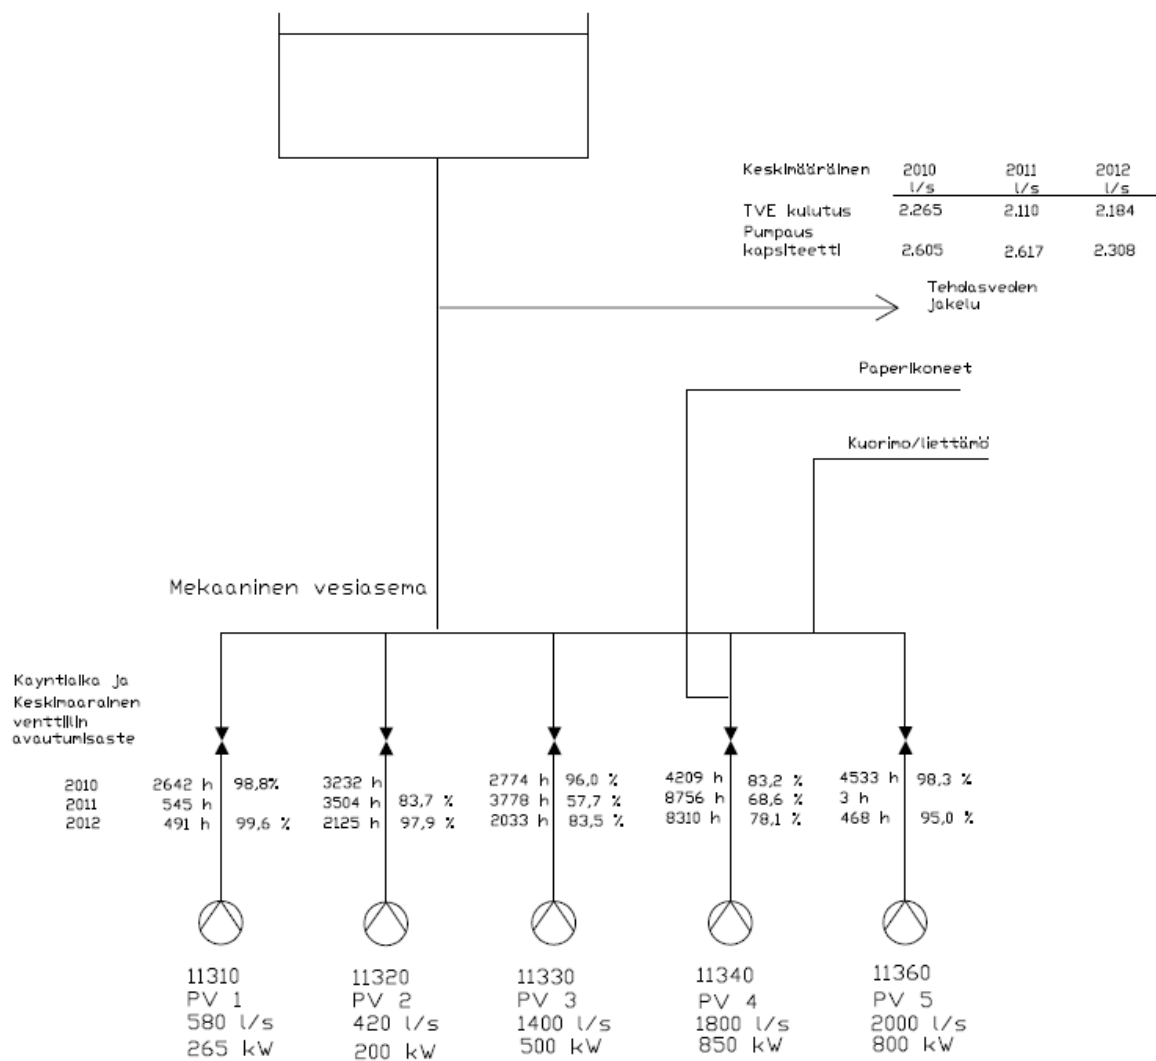 Keskimääräinen 2010 2011 2012
l/s l/s l/s
TVE kulutus 2.265 2.110 2.184
Pumpaus
kapsiteetti 2.605 2.617 2.308
Tehdasveden
jakelu
Paperikoneet
Kuorimo/liettämö
Mekaaninen vesiasema
Kayntiaika ja
Keskimaarainen
venttiilin
avautumisaste
2010 2642 h 98,8% 3232 h 2774 h 96,0 % 4209 h 83,2 % 4533 h 98,3 %
2011 545 h 3504 h 83,7 % 3778 h 57,7 % 8756 h 68,6 % 3 h
2012 491 h 99,6 % 2125 h 97,9 % 2033 h 83,5 % 8310 h 78,1 % 468 h 95,0 %
11310 11320 11330 11340 11360
PV 1 PV 2 PV 3 PV 4 PV 5
580 l/s 420 l/s 1400 l/s 1800 l/s 2000 l/s
265 kW 200 kW 500 kW 850 kW 800 kW